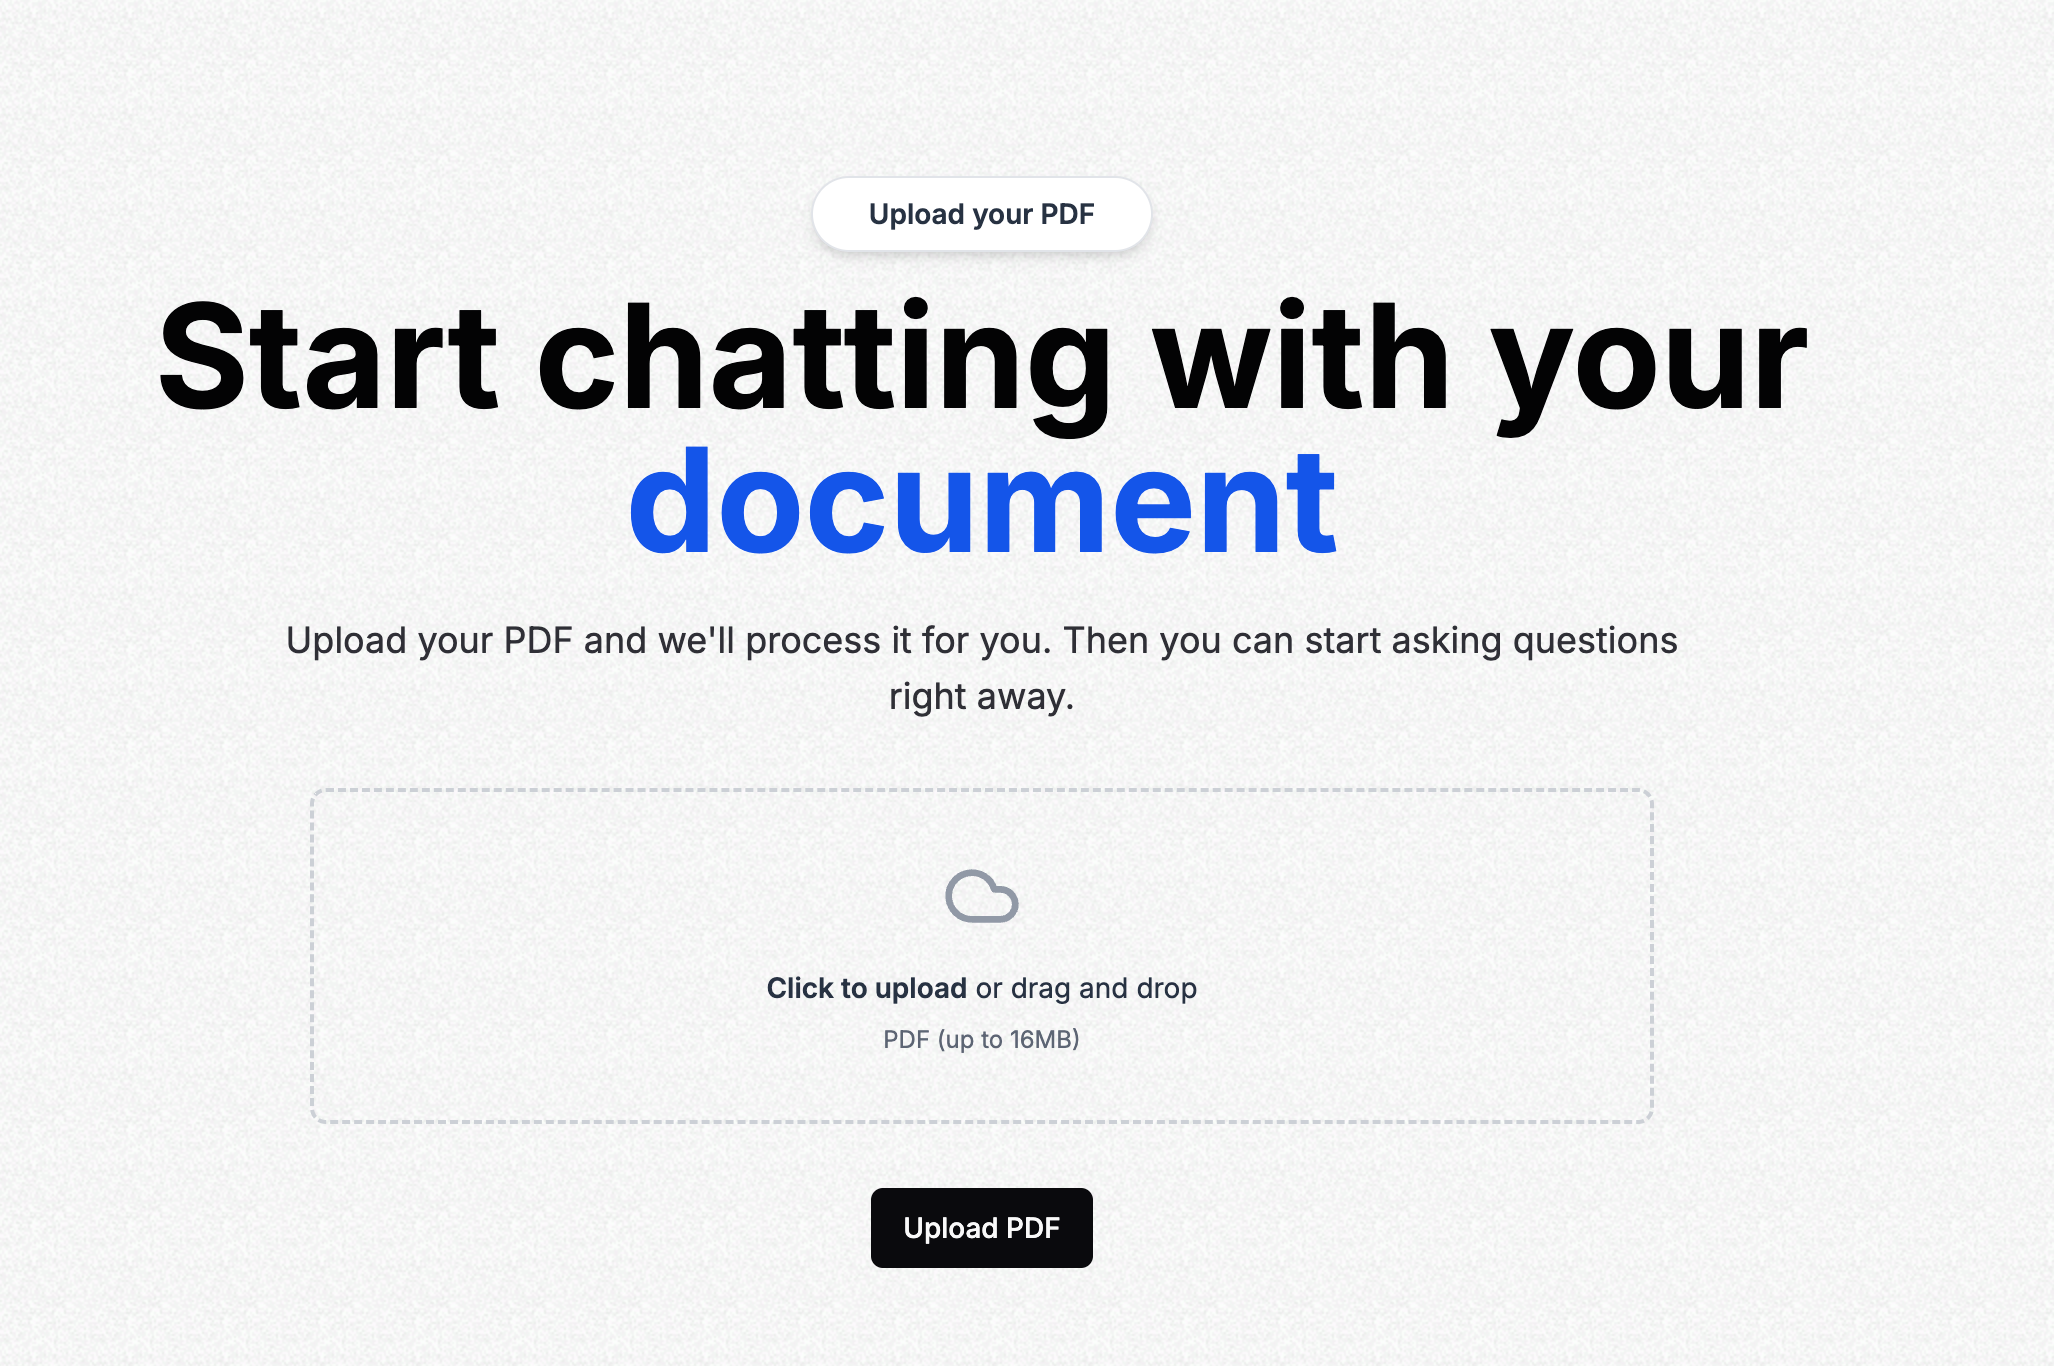 Upload your PDF
Start chatting with your
document
Upload your PDF and we'll process it for you. Then you can start asking questions
right away.
Click to upload or drag and drop
PDF (up to 16MB)
Upload PDF